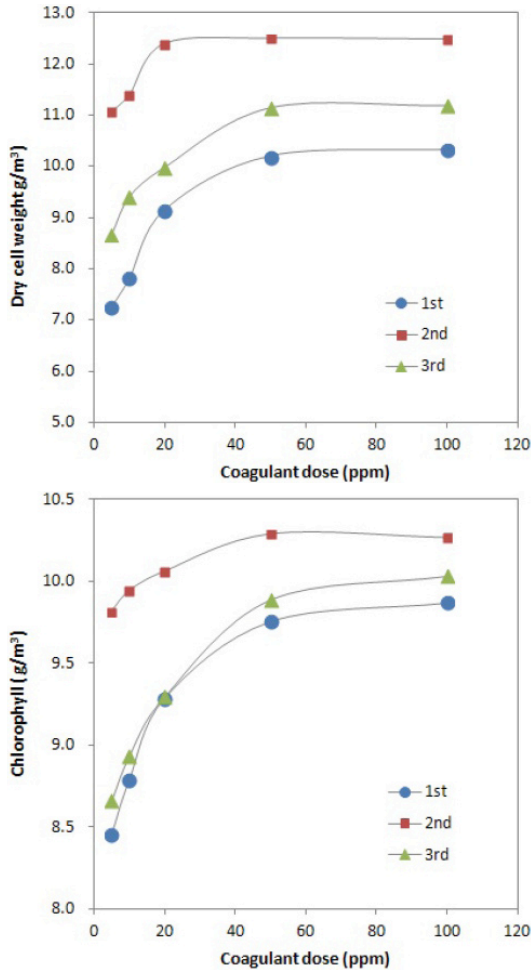 13.0
12.0
11.0
10.0
9.0
8.0
7.0
6.0
5.0
Dry cell weight g/m³
1st
2nd
3rd
0 20 40 60 80 100 120
Coagulant dose (ppm)
10.5
10.0
9.5
9.0
8.5
8.0
Chlorophyll ( g/m³)
1st
2nd
3rd
0 20 40 60 80 100 120
Coagulant dose (ppm)